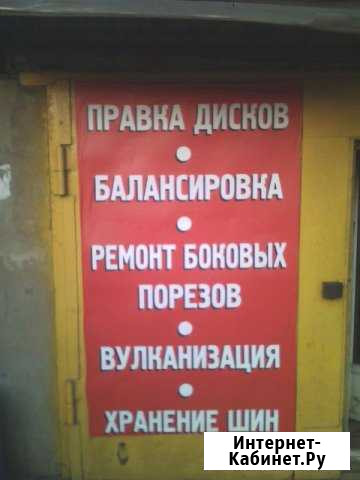 ПРАВКА ДИСКОВ
БАЛАНСИРОВКА
РЕМОНТ БОКОВЫХ
ПОРЕЗОВ
ВУЛКАНИЗАЦИЯ
ХРАНЕНИЕ ШИН
Интернет-
Кабинет.Ру